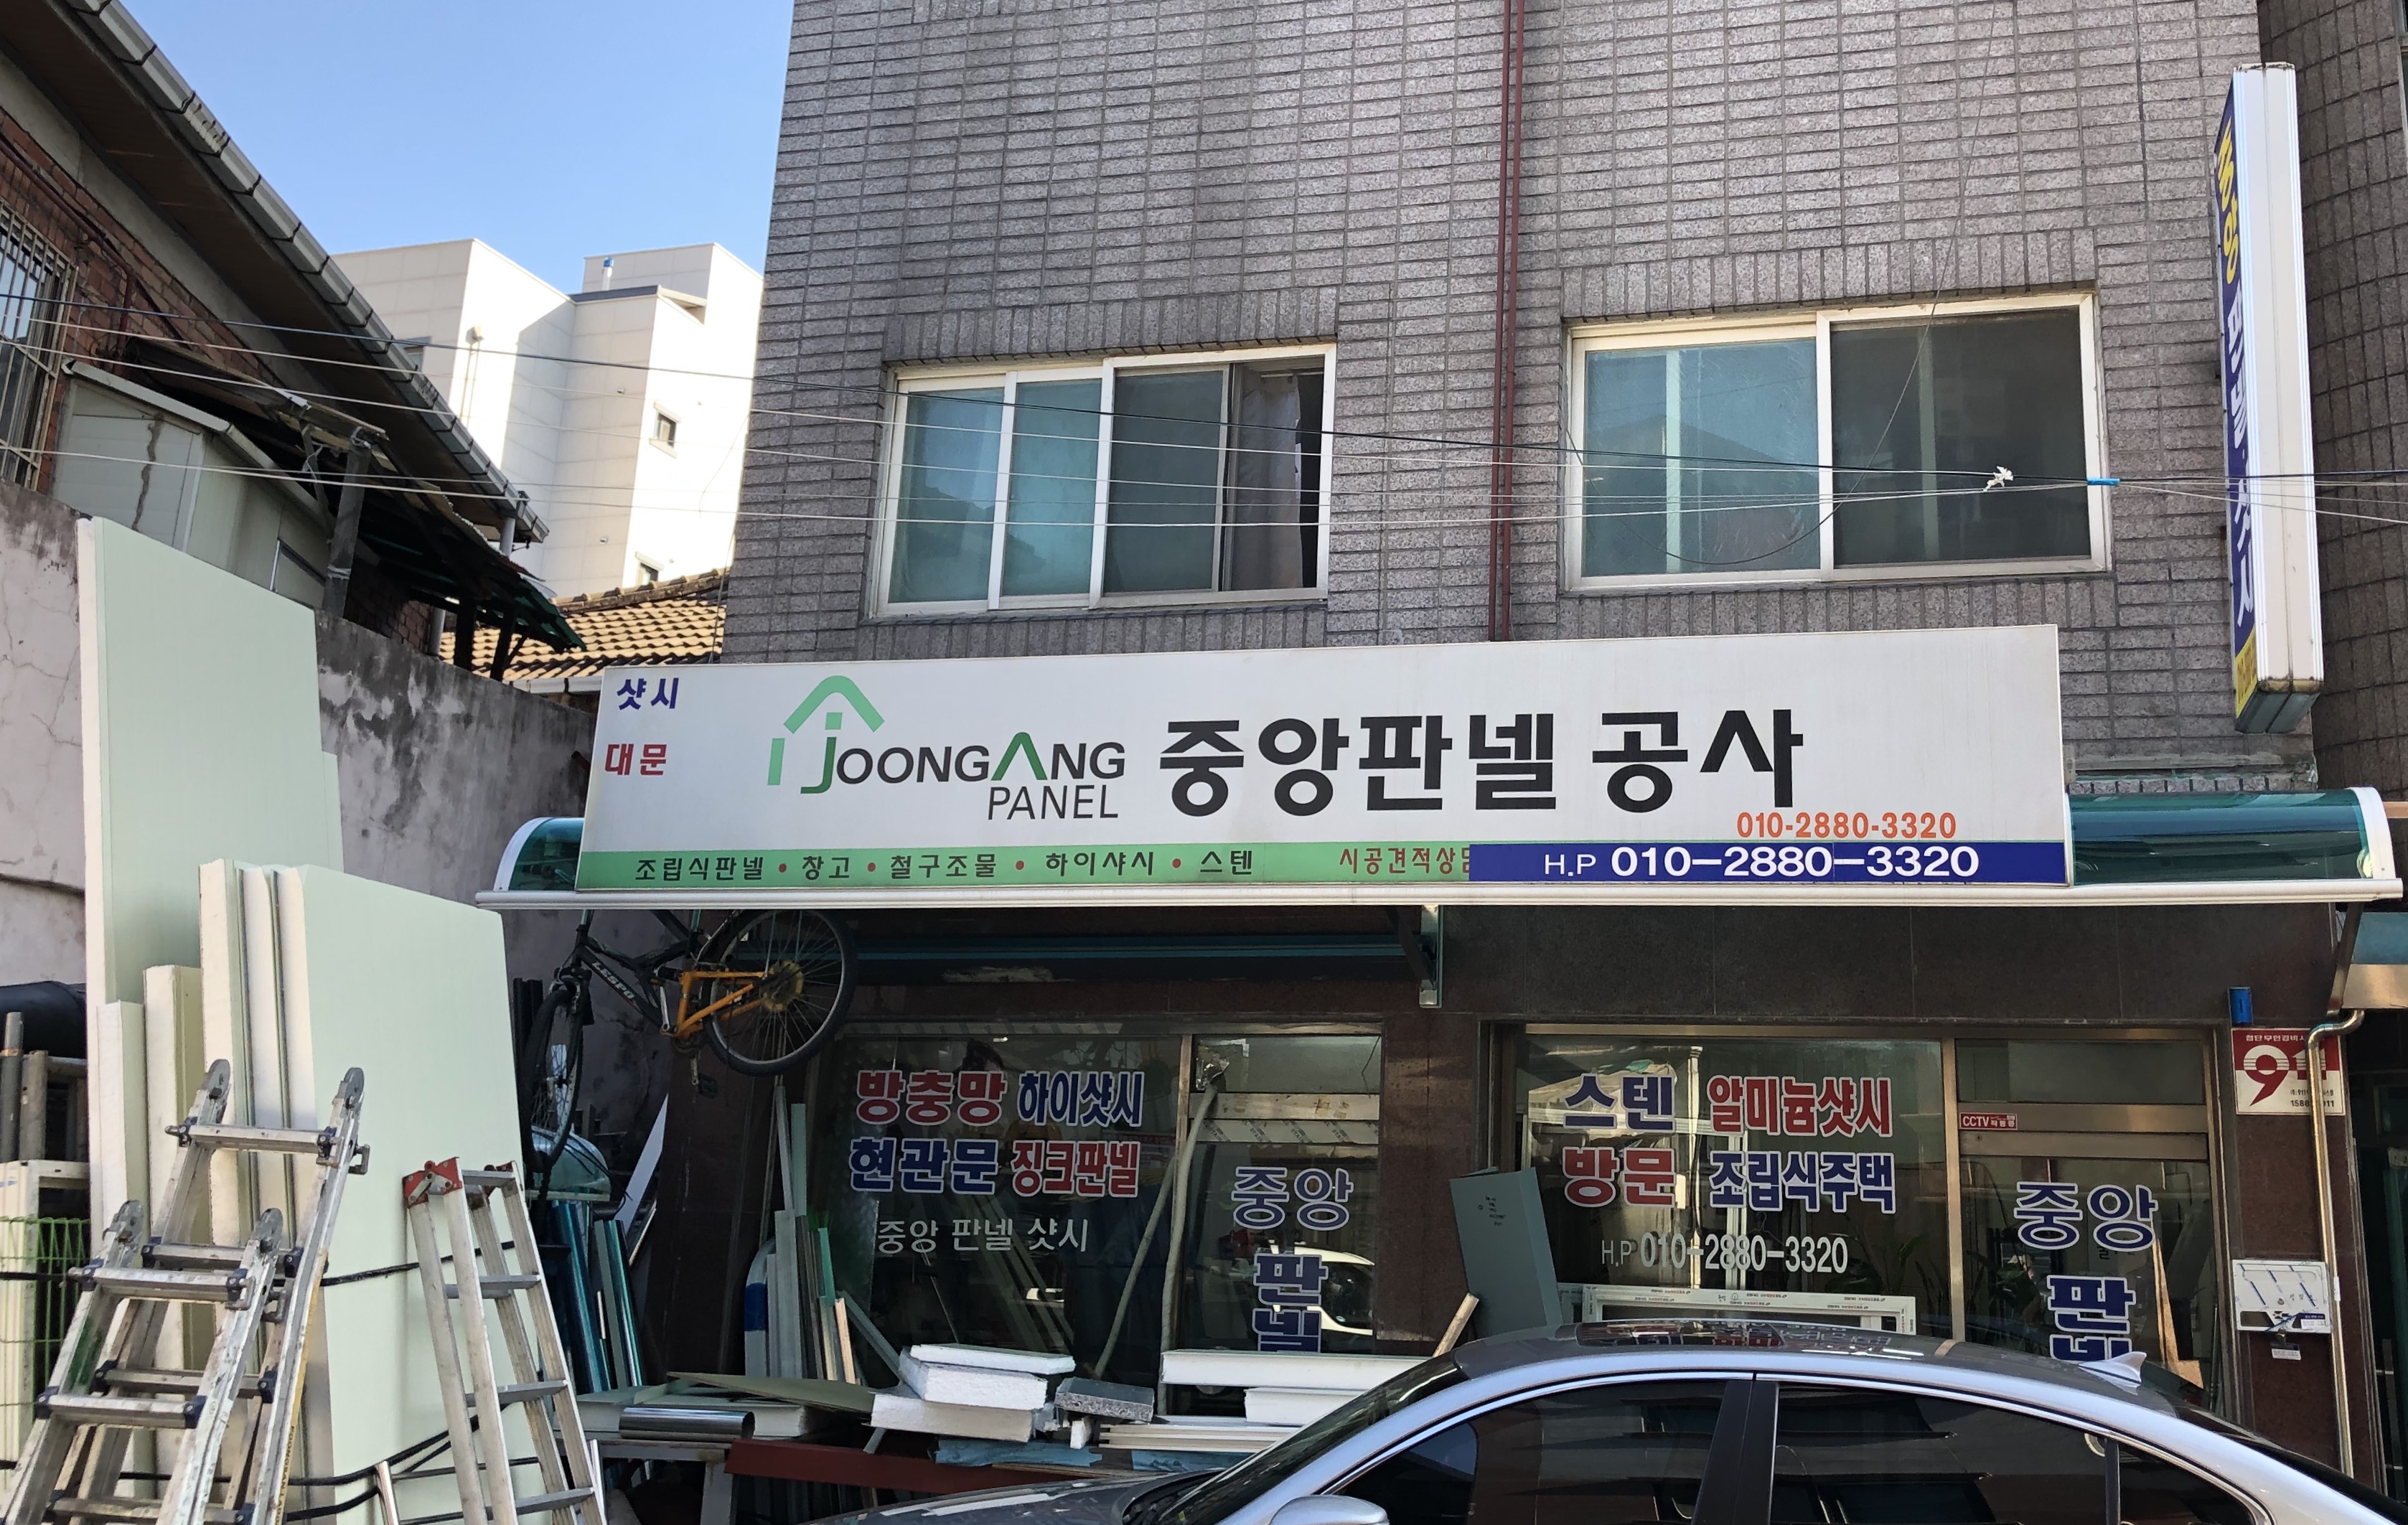 샷시
대문
JOONGANG
PANEL
중앙판넬 공사
010-2880-3320
조립식판넬 • 창고 • 철구조물 • 하이샤시 • 스텐
시공견적상담
H.P 010-2880-3320
LESPO
방충망 하이샷시
현관문 징크판넬
중앙 판넬 샷시
중앙
판넬
스텐 알미늄샷시
방문 조립식주택
H.P 010-2880-3320
CCTV
중앙
판넬
911